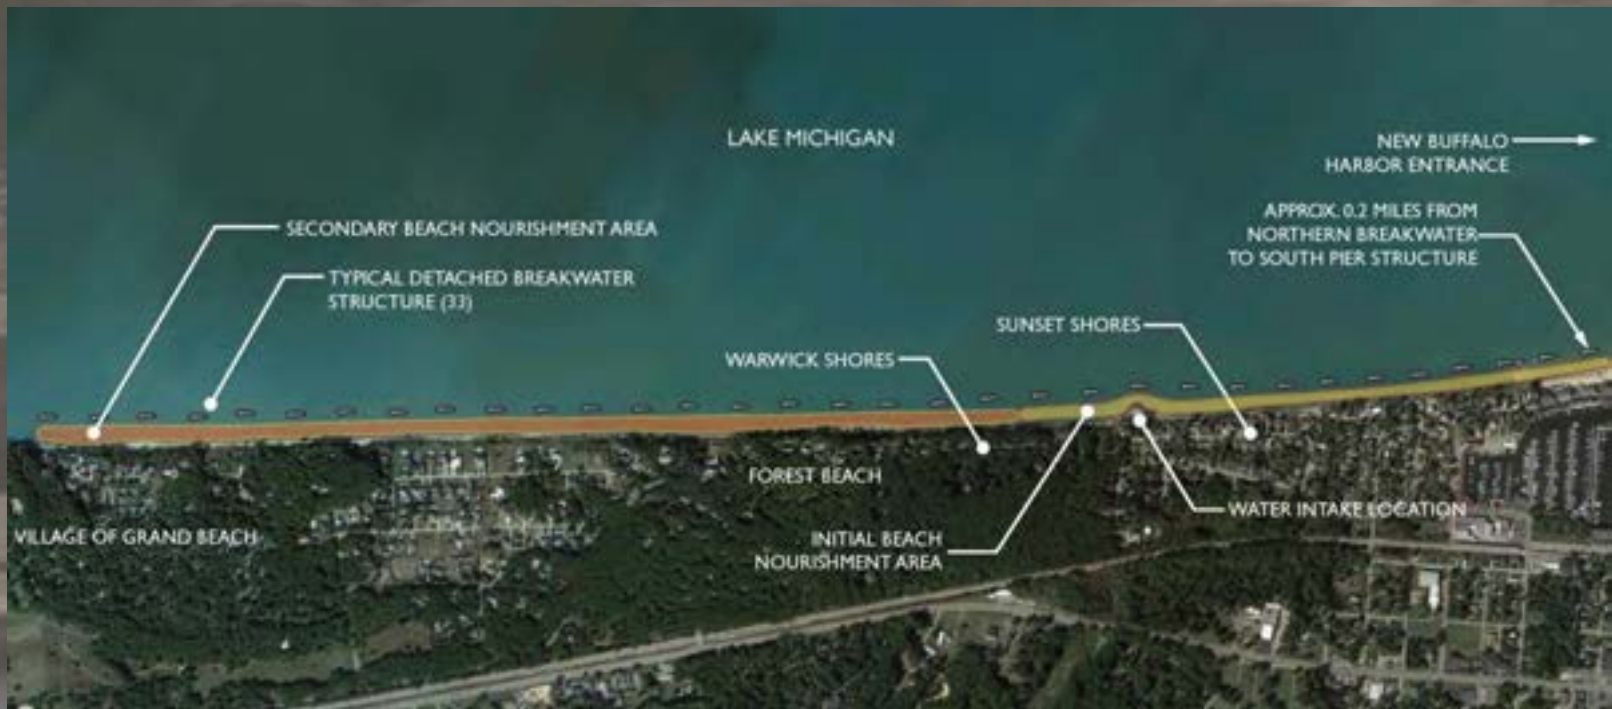 LAKE MICHIGAN
NEW BUFFALO
HARBOR ENTRANCE
APPROX. 0.2 MILES FROM
NORTHERN BREAKWATER
TO SOUTH PIER STRUCTURE
SECONDARY BEACH NOURISHMENT AREA
TYPICAL DETACHED BREAKWATER
STRUCTURE (33)
SUNSET SHORES
WARWICK SHORES
FOREST BEACH
WATER INTAKE LOCATION
VILLAGE OF GRAND BEACH
INITIAL BEACH
NOURISHMENT AREA